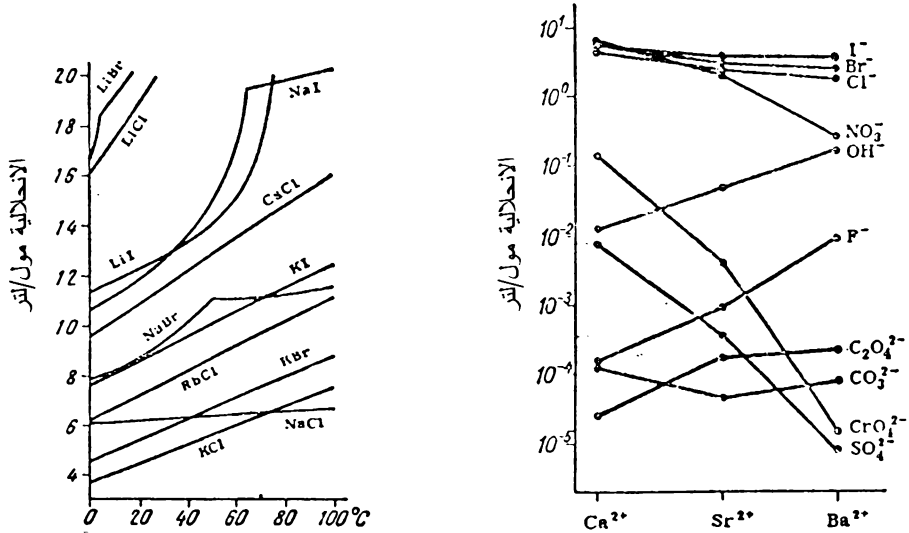 الانحلالية مول/لتر
20
18
16
14
12
10
8
6
4
0
20
40
60
80
100°C
LiBr
LiCl
NaI
CsCl
LiI
KI
NaBr
RbCl
KBr
NaCl
KCl
الانحلالية مول/لتر
10¹
10⁰
10⁻¹
10⁻²
10⁻³
10⁻⁴
10⁻⁵
I⁻
Br⁻
Cl⁻
NO₃⁻
OH⁻
F⁻
C₂O₄²⁻
CO₃²⁻
CrO₄²⁻
SO₄²⁻
Ca²⁺
Sr²⁺
Ba²⁺